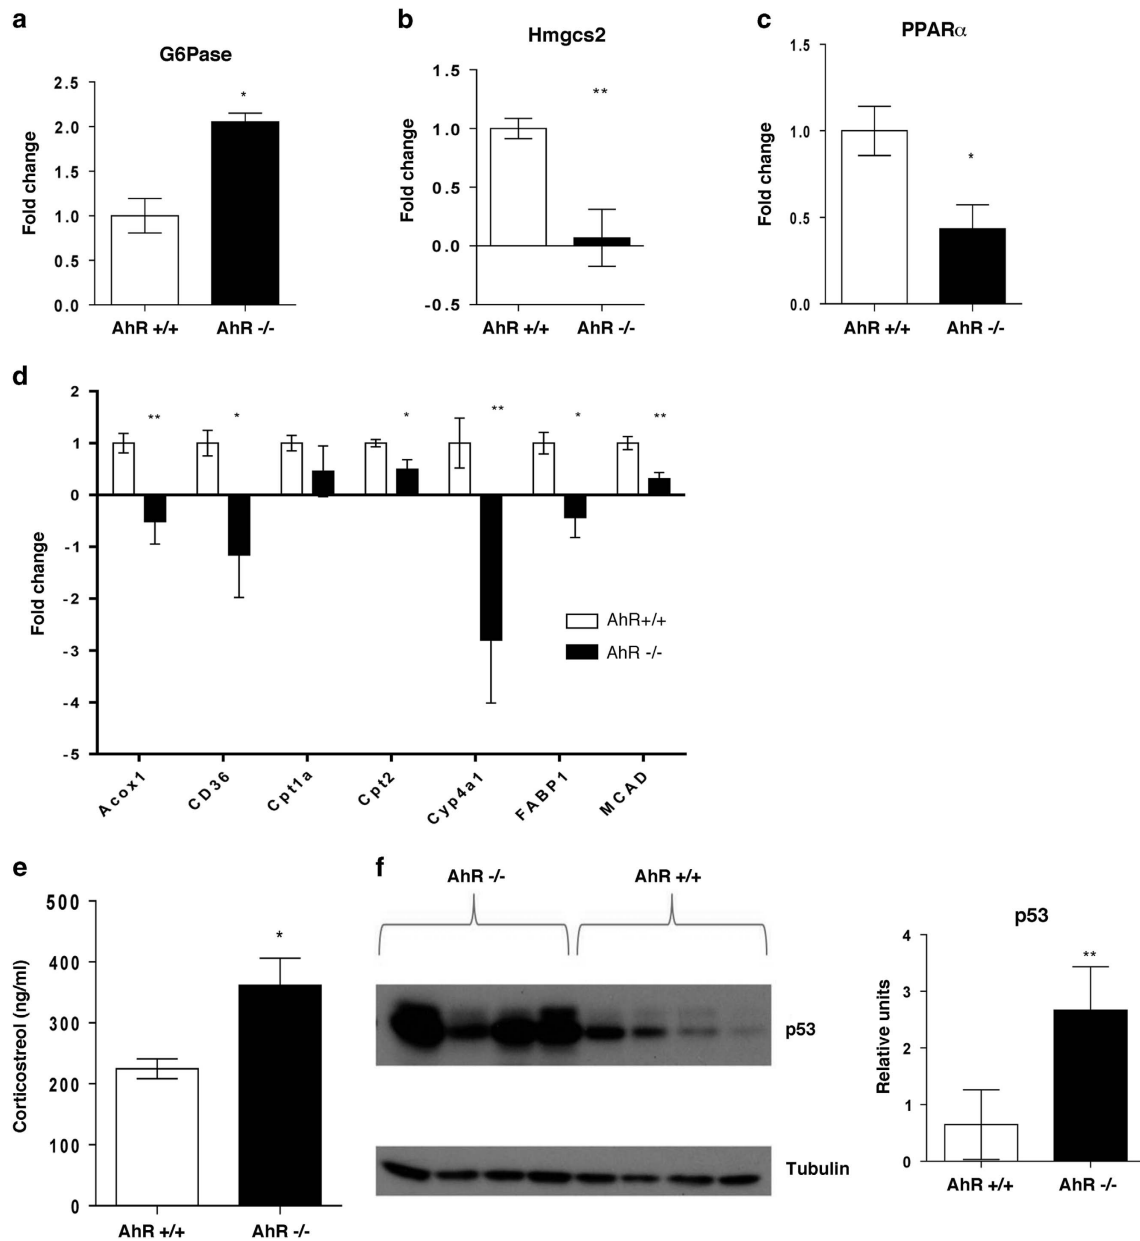 a
G6Pase
Fold change
2.5
2.0
1.5
1.0
0.5
0.0
*
AhR +/+
AhR -/-
b
Hmgcs2
Fold change
1.5
1.0
0.5
0.0
-0.5
**
AhR +/+
AhR -/-
c
PPARα
Fold change
1.5
1.0
0.5
0.0
*
AhR +/+
AhR -/-
d
Fold change
2
1
0
-1
-2
-3
-4
-5
**
*
*
**
*
**
AhR+/+
AhR -/-
Acox1
CD36
Cpt1a
Cpt2
Cyp4a1
FABP1
MCAD
e
Corticostreol (ng/ml)
500
400
300
200
100
0
*
AhR +/+
AhR -/-
f
AhR -/-
AhR +/+
p53
Tubulin
p53
Relative units
4
3
2
1
0
**
AhR +/+
AhR -/-